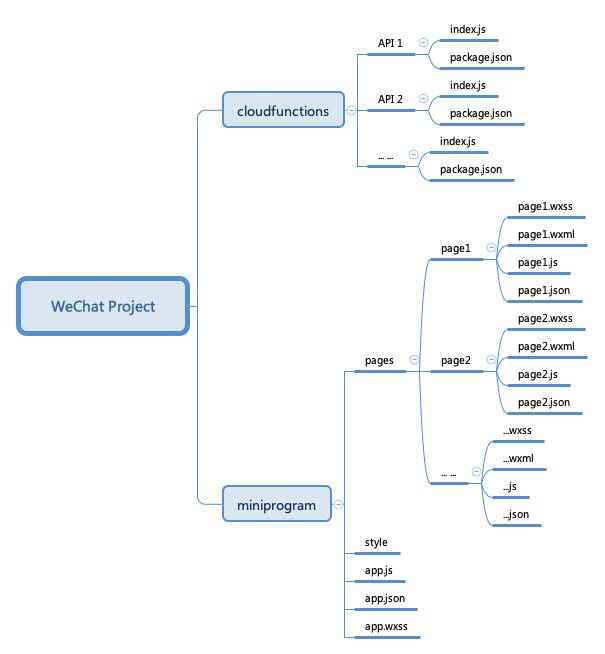 WeChat Project
cloudfunctions
API 1
index.js
package.json
API 2
index.js
package.json
... ...
index.js
package.json
miniprogram
pages
page1
page1.wxss
page1.wxml
page1.js
page1.json
page2
page2.wxss
page2.wxml
page2.js
page2.json
... ...
...wxss
...wxml
...js
...json
style
app.js
app.json
app.wxss